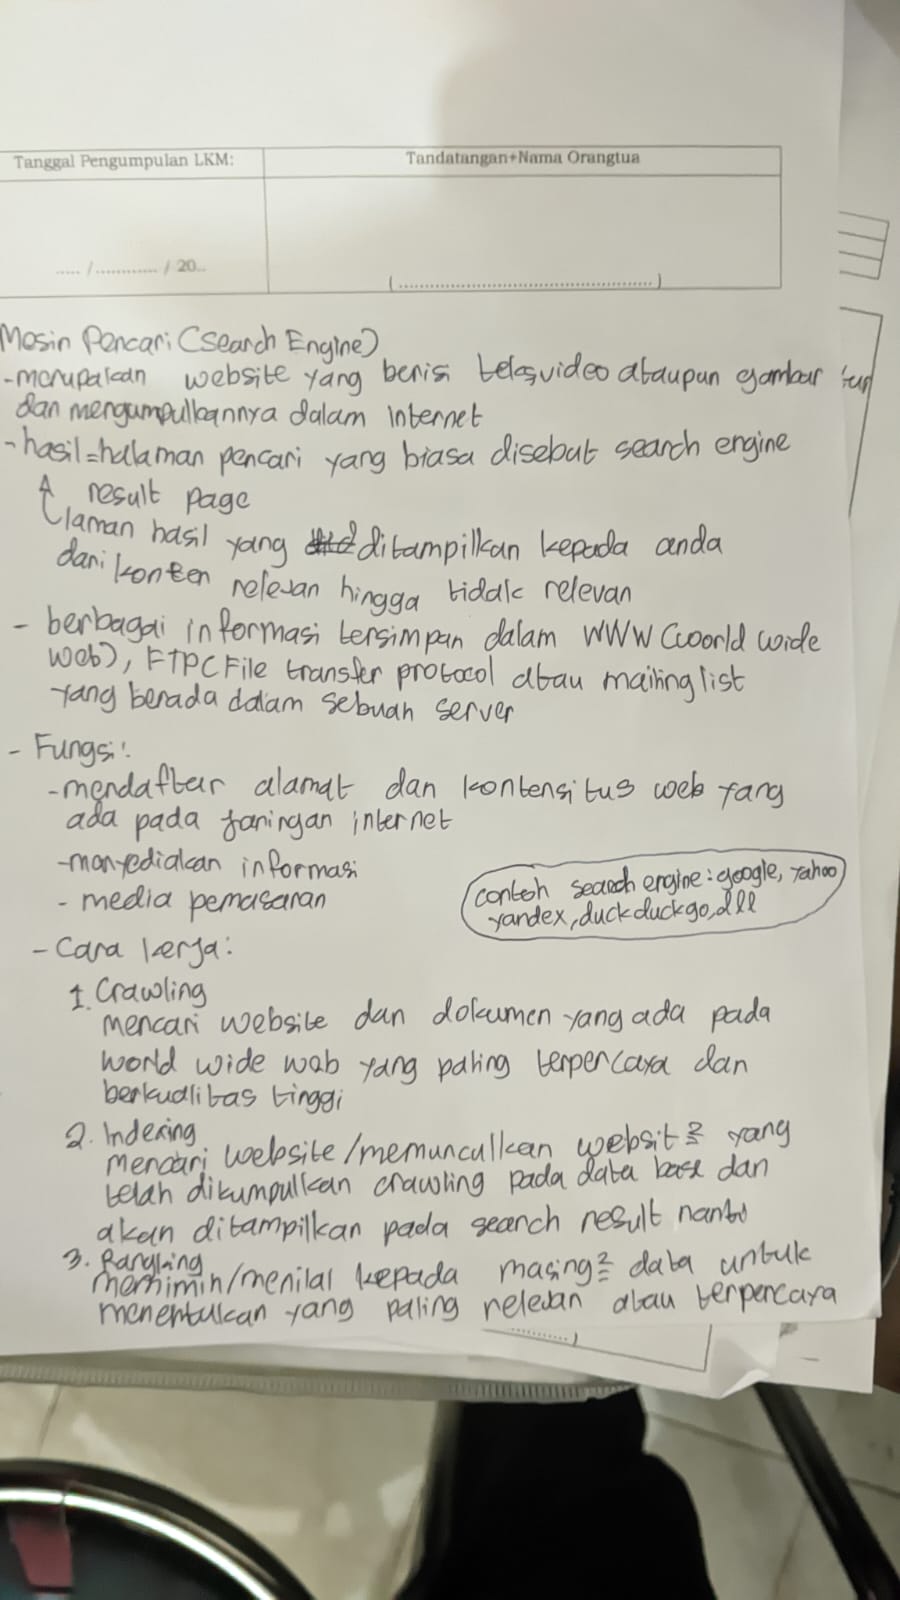 Tanggal Pengumpulan LKM:
Tandatangan+Nama Orangtua
..... /............ / 20..
(................................................)
Mesin Pencari (Search Engine)
- merupakan website yang berisi teks, video ataupun gambar
dan mengumpulkannya dalam internet
- hasil = halaman pencari yang biasa disebut search engine
result page
laman hasil yang ditampilkan kepada anda
dari konten relevan hingga tidak relevan
- berbagai informasi tersimpan dalam WWW (World wide
web), FTP (File transfer protocol atau mailing list
yang berada dalam sebuah server
- Fungsi:
- mendaftar alamat dan konten situs web yang
ada pada jaringan internet
- menyediakan informasi
- media pemasaran
contoh search engine: google, yahoo
yandex, duckduckgo, dll
- Cara kerja:
1. Crawling
mencari website dan dokumen yang ada pada
world wide web yang paling terpercaya dan
berkualitas tinggi
2. Indexing
mencari website/memunculkan websit2 yang
telah dikumpulkan crawling pada data base dan
akan ditampilkan pada search result nanti
3. Rangking
/menilai kepada masing2 data untuk
menentukan yang paling relevan atau terpercaya
...........)